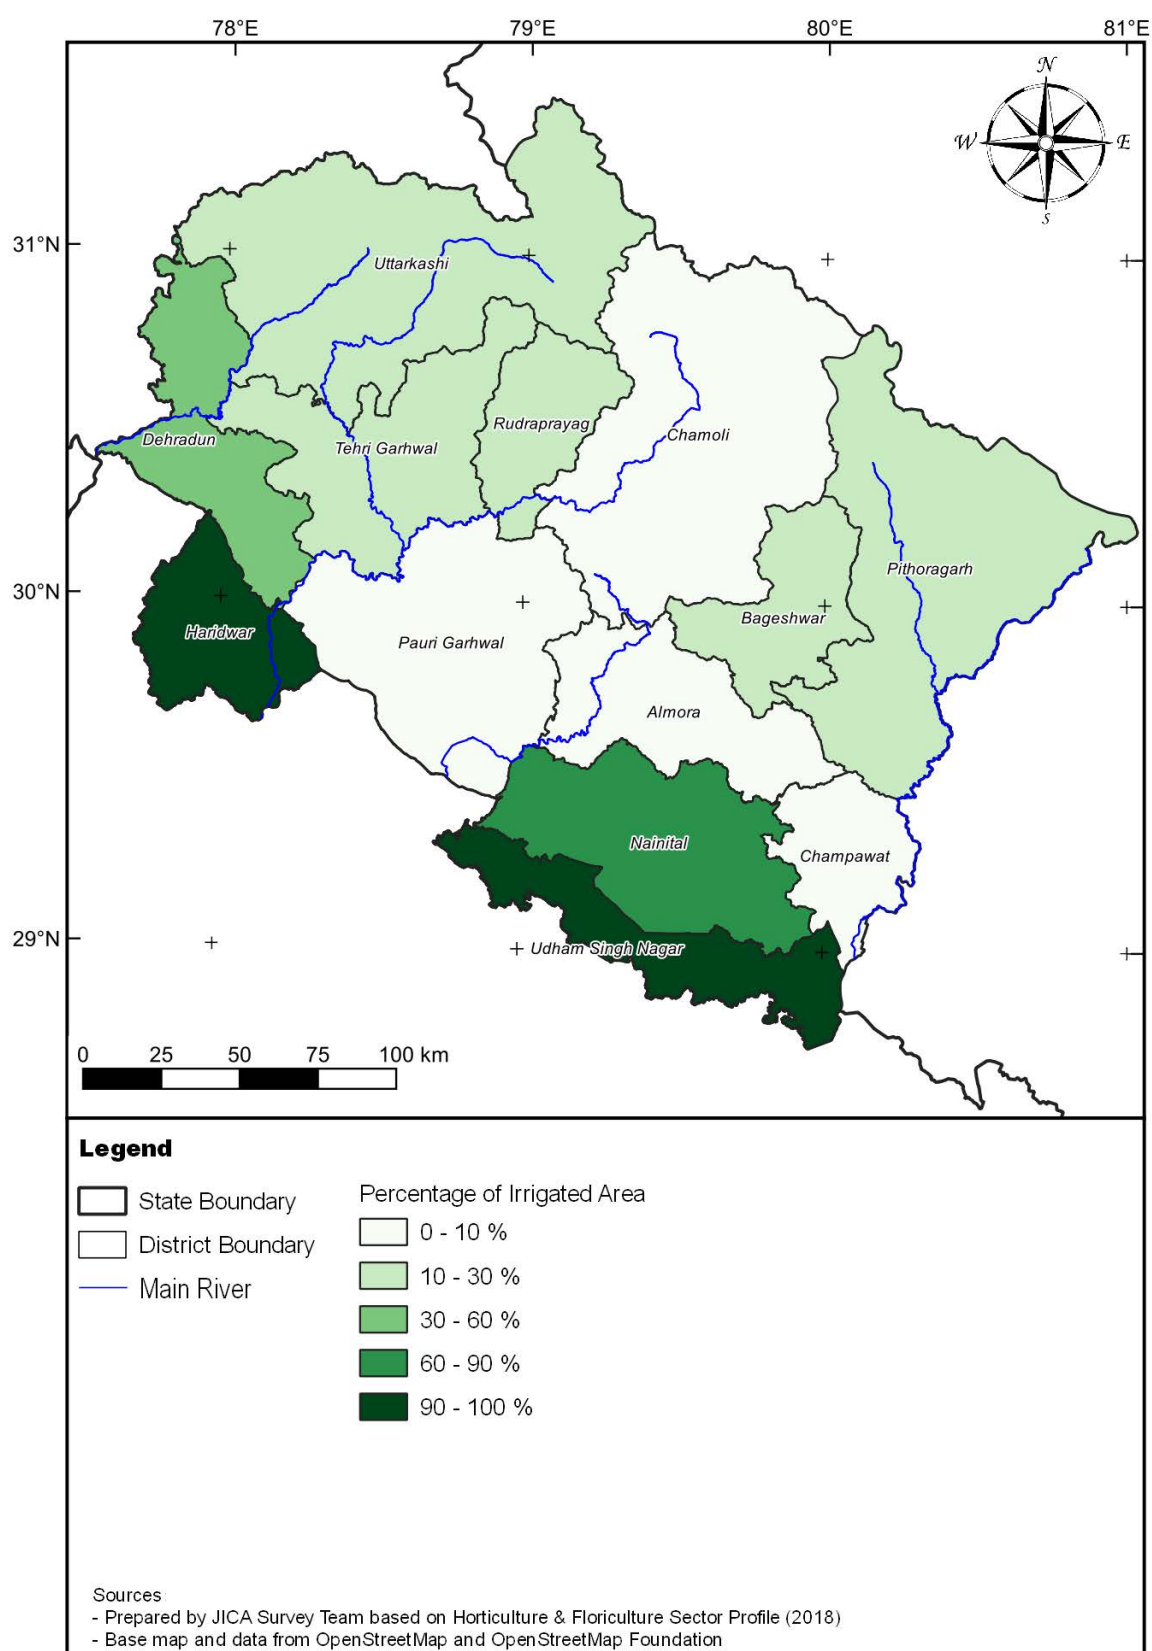 78°E 79°E 80°E 81°E
N
W E
S
31°N
Uttarkashi
Rudraprayag
Dehradun
Tehri Garhwal
Chamoli
Pithoragarh
30°N
Haridwar
Pauri Garhwal
Bageshwar
Almora
Nainital
Champawat
29°N
Udham Singh Nagar
0 25 50 75 100 km
Legend
State Boundary
District Boundary
Main River
Percentage of Irrigated Area
0 - 10 %
10 - 30 %
30 - 60 %
60 - 90 %
90 - 100 %
Sources
- Prepared by JICA Survey Team based on Horticulture & Floriculture Sector Profile (2018)
- Base map and data from OpenStreetMap and OpenStreetMap Foundation